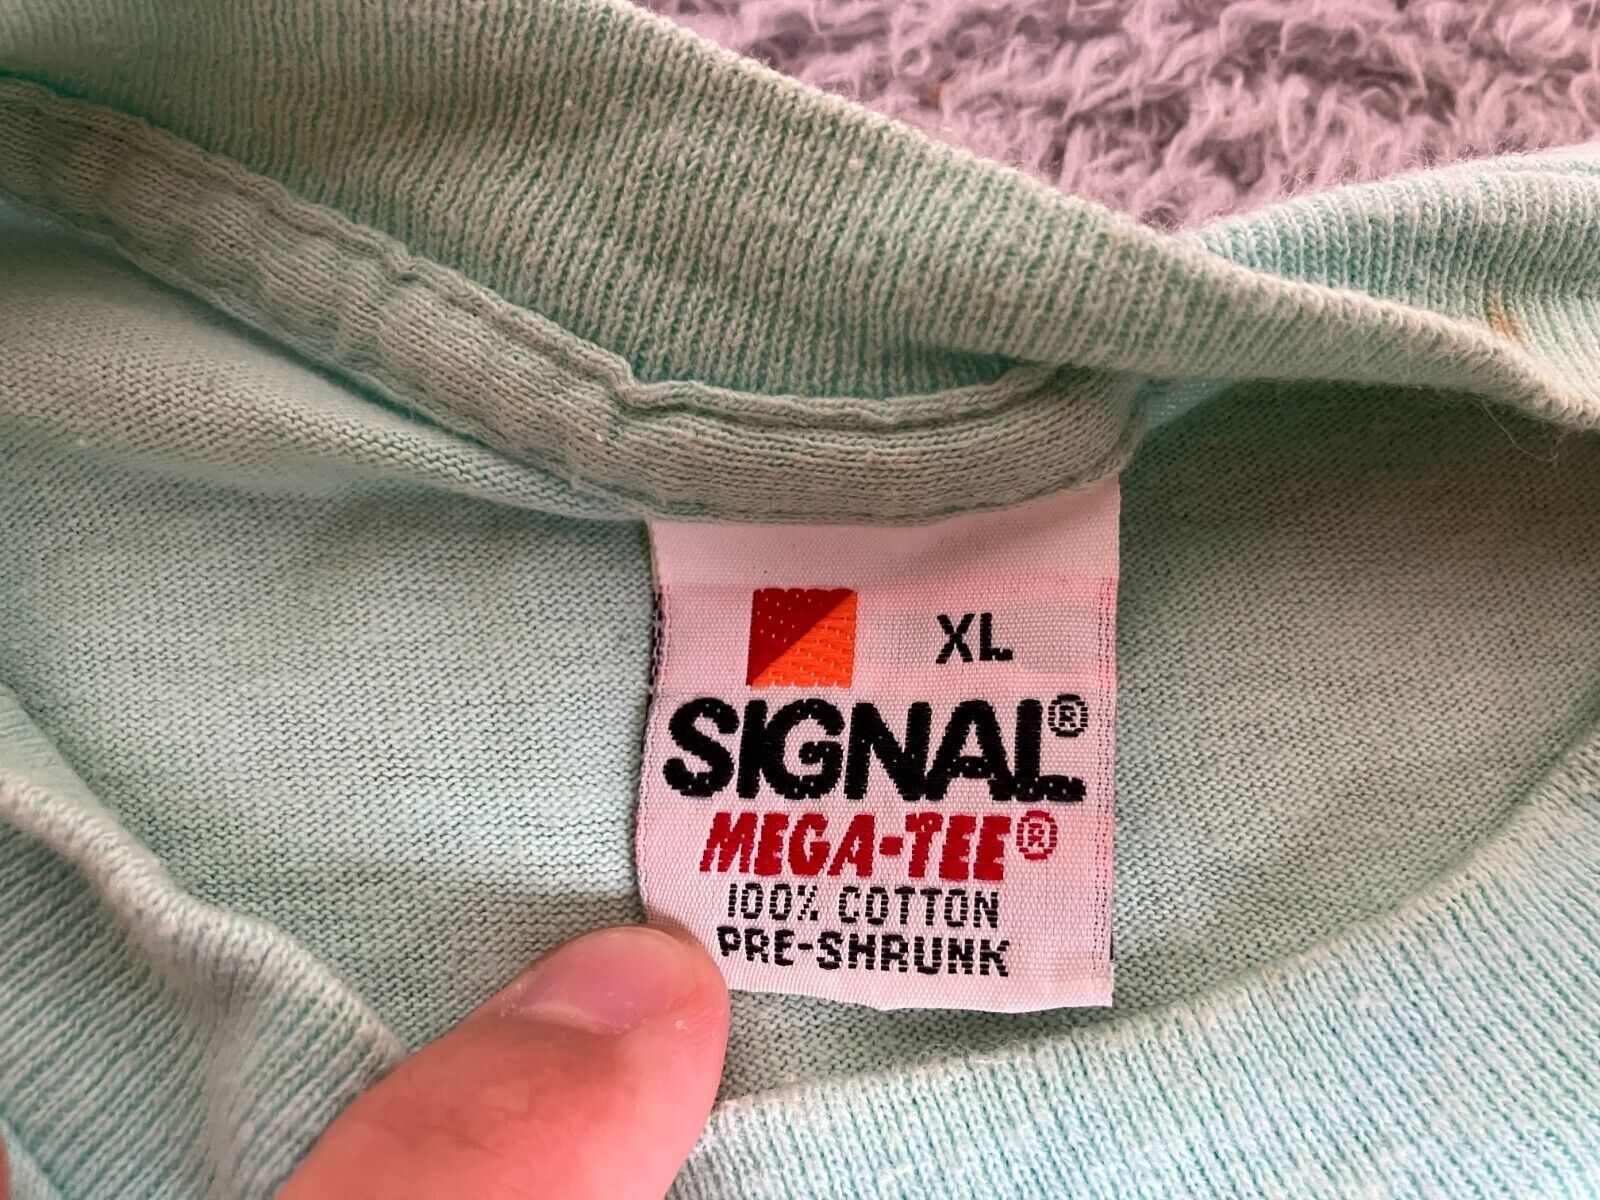 XL
SIGNAL®
MEGA-TEE®
100% COTTON
PRE-SHRUNK